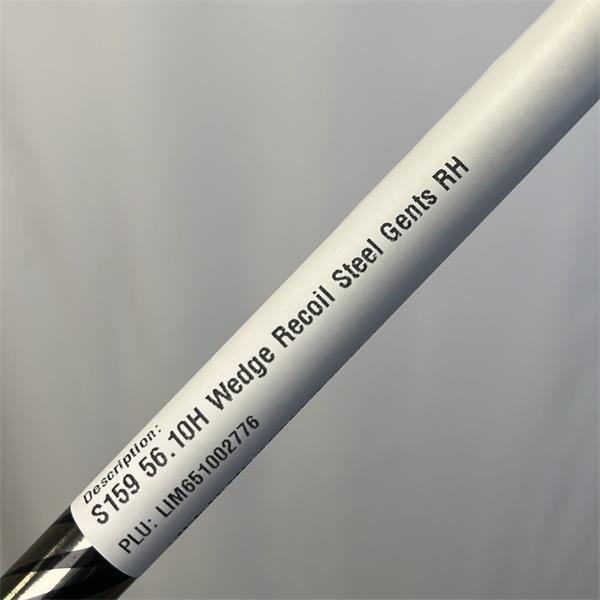 Description:
S159 56.10H Wedge Recoil Steel Gents RH
PLU: LIM651002776